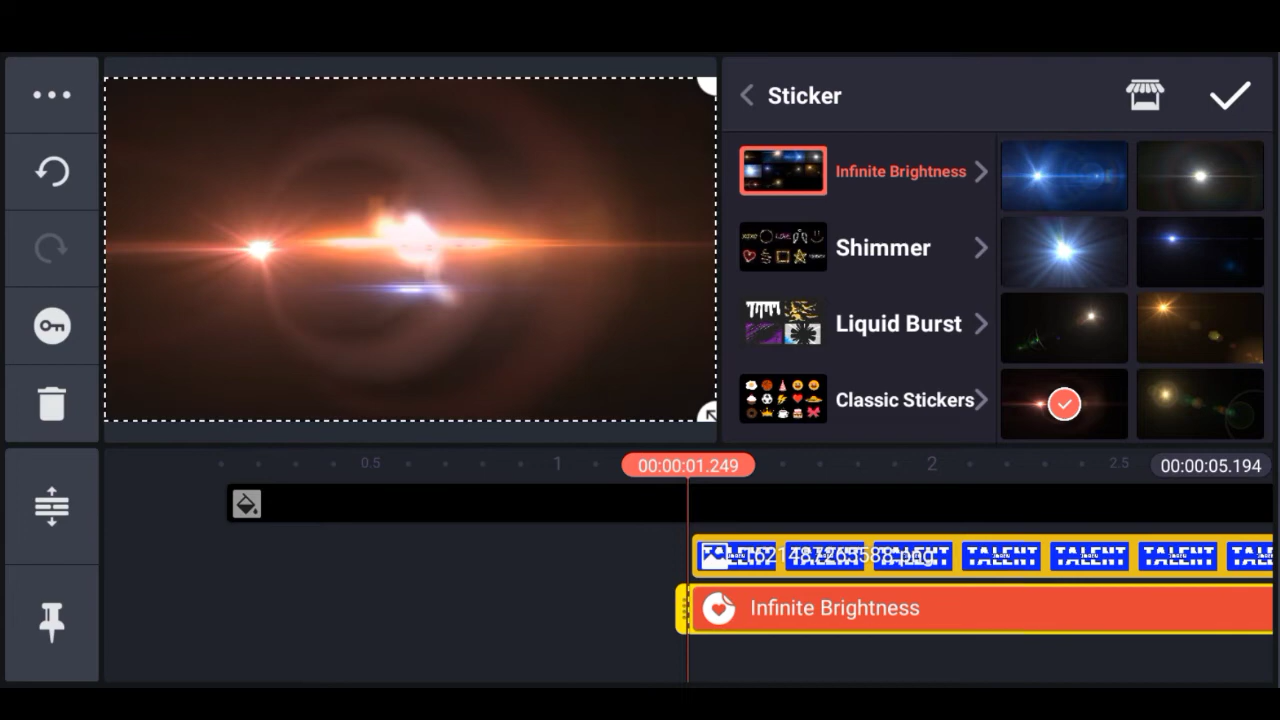 Sticker
Infinite Brightness
Shimmer
Liquid Burst
Classic Stickers
0.5
1
00:00:01.249
2
2.5
00:00:05.194
TALENT TALENT TALENT
Infinite Brightness